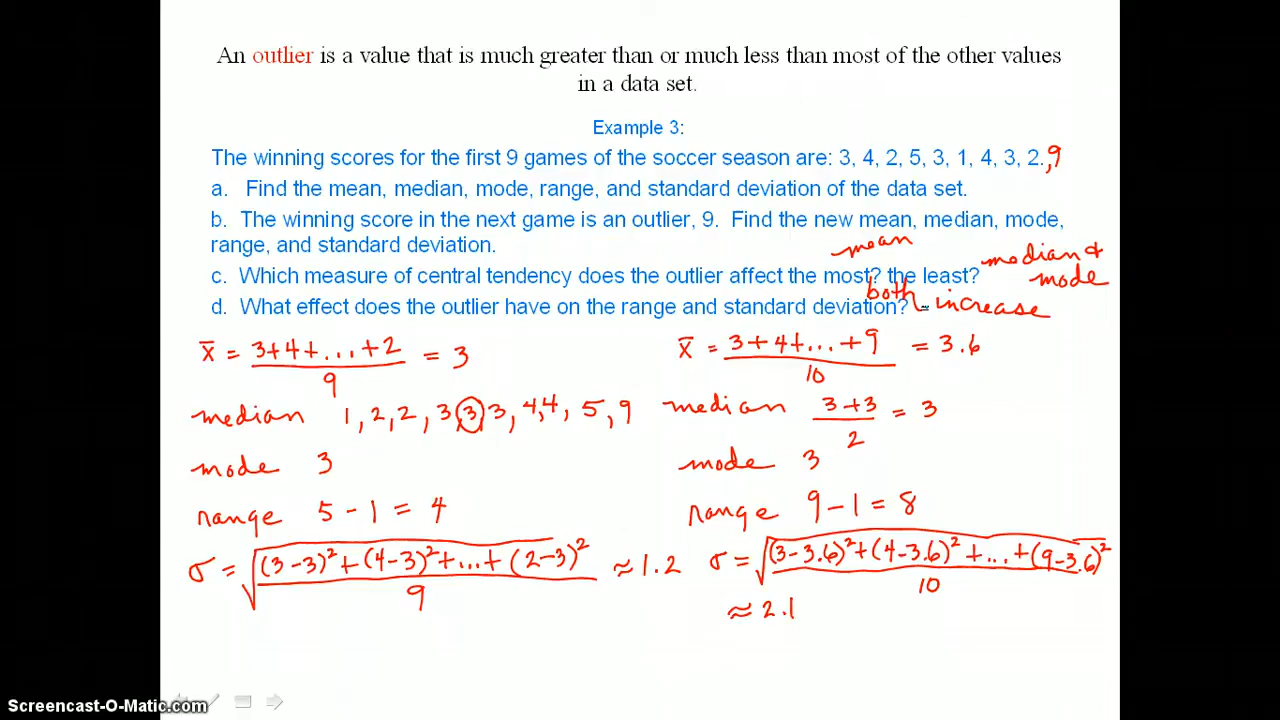 An outlier is a value that is much greater than or much less than most of the other values
in a data set.
Example 3:
The winning scores for the first 9 games of the soccer season are: 3, 4, 2, 5, 3, 1, 4, 3, 2. ,9
a. Find the mean, median, mode, range, and standard deviation of the data set.
b. The winning score in the next game is an outlier, 9. Find the new mean, median, mode,
range, and standard deviation.
mean
median &
c. Which measure of central tendency does the outlier affect the most? the least?
mode
both increase
d. What effect does the outlier have on the range and standard deviation?
x̅ = (3+4+...+2)/9 = 3
x̅ = (3+4+...+9)/10 = 3.6
median 1, 2, 2, 3 3, 3, 4,4, 5, 9
median (3+3)/2 = 3
mode 3
mode 3
range 5 - 1 = 4
range 9 - 1 = 8
σ = √((3-3)²+(4-3)²+...+(2-3)²/9) ≈ 1.2
σ = √((3-3.6)²+(4-3.6)²+...+(9-3.6)²/10)
≈ 2.1
Screencast-O-Matic.com